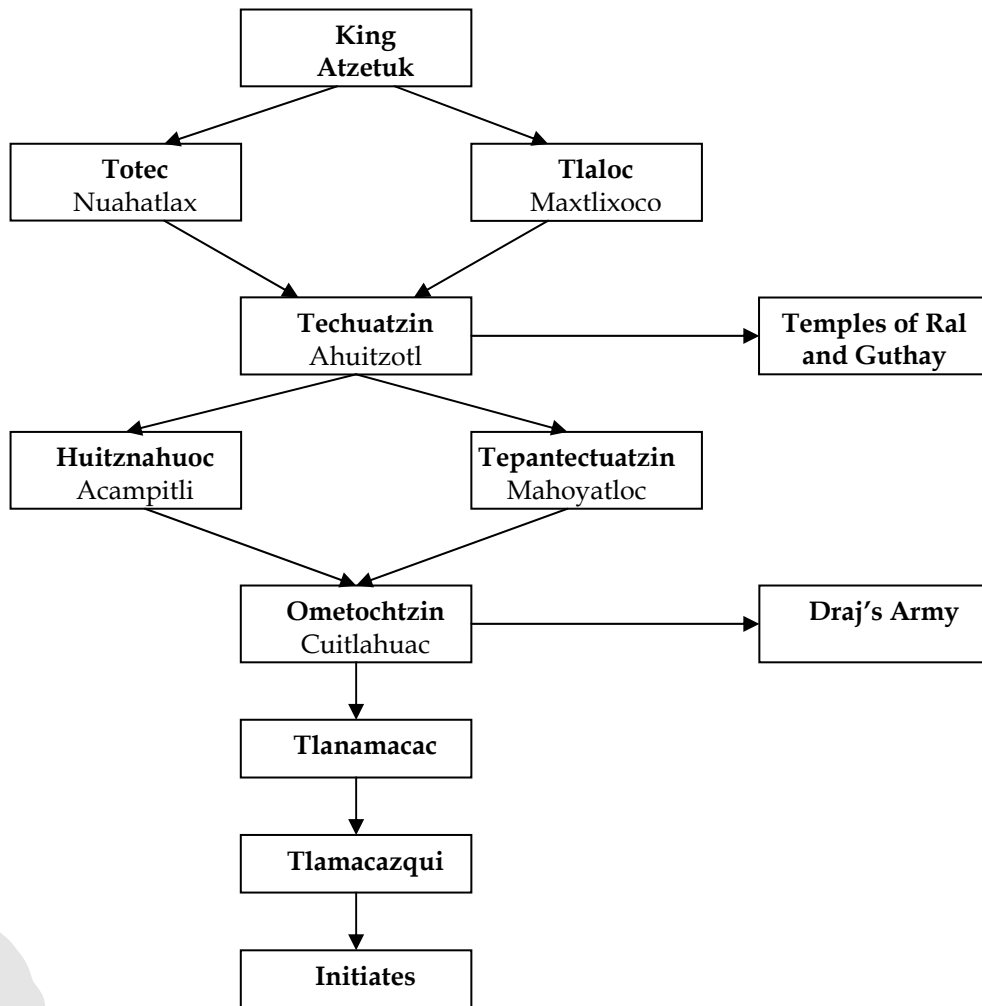 King
Atzetuk
Totec
Nuahatlax
Tlaloc
Maxtlixoco
Techuatzin
Ahuitzotl
Temples of Ral
and Guthay
Huitznahuoc
Acampitli
Tepantectuatzin
Mahoyatloc
Ometochtzin
Cuitlahuac
Draj’s Army
Tlanamacac
Tlamacazqui
Initiates